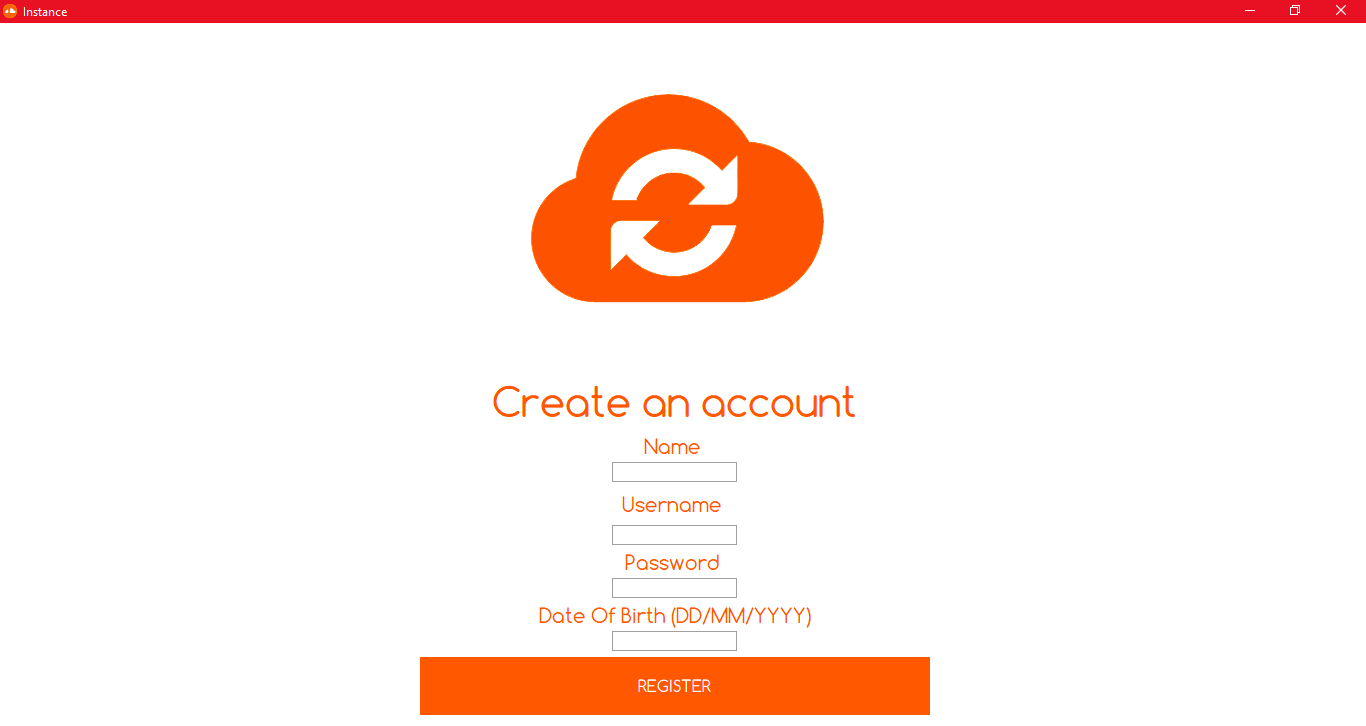 Instance
Create an account
Name
Username
Password
Date Of Birth (DD/MM/YYYY)
REGISTER